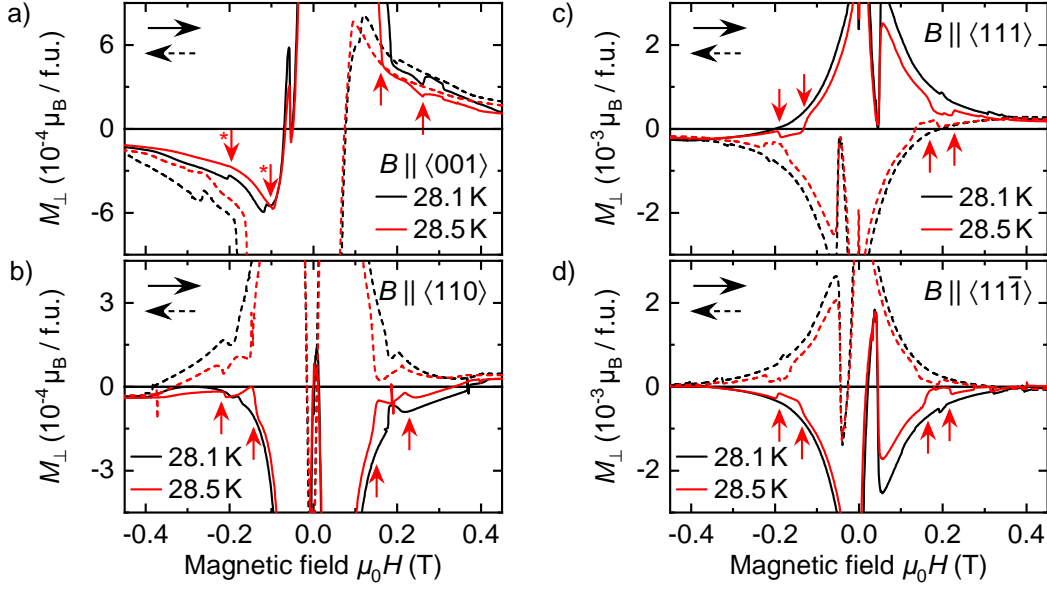 a)
6
0
-6
M⊥ (10⁻⁴ μB / f.u.)
*
*
B || ⟨001⟩
28.1 K
28.5 K
b)
3
0
-3
M⊥ (10⁻⁴ μB / f.u.)
B || ⟨110⟩
28.1 K
28.5 K
-0.4 -0.2 0.0 0.2 0.4
Magnetic field μ₀H (T)
c)
2
0
-2
M⊥ (10⁻³ μB / f.u.)
B || ⟨111⟩
28.1 K
28.5 K
d)
2
0
-2
M⊥ (10⁻³ μB / f.u.)
B || ⟨111̄⟩
28.1 K
28.5 K
-0.4 -0.2 0.0 0.2 0.4
Magnetic field μ₀H (T)